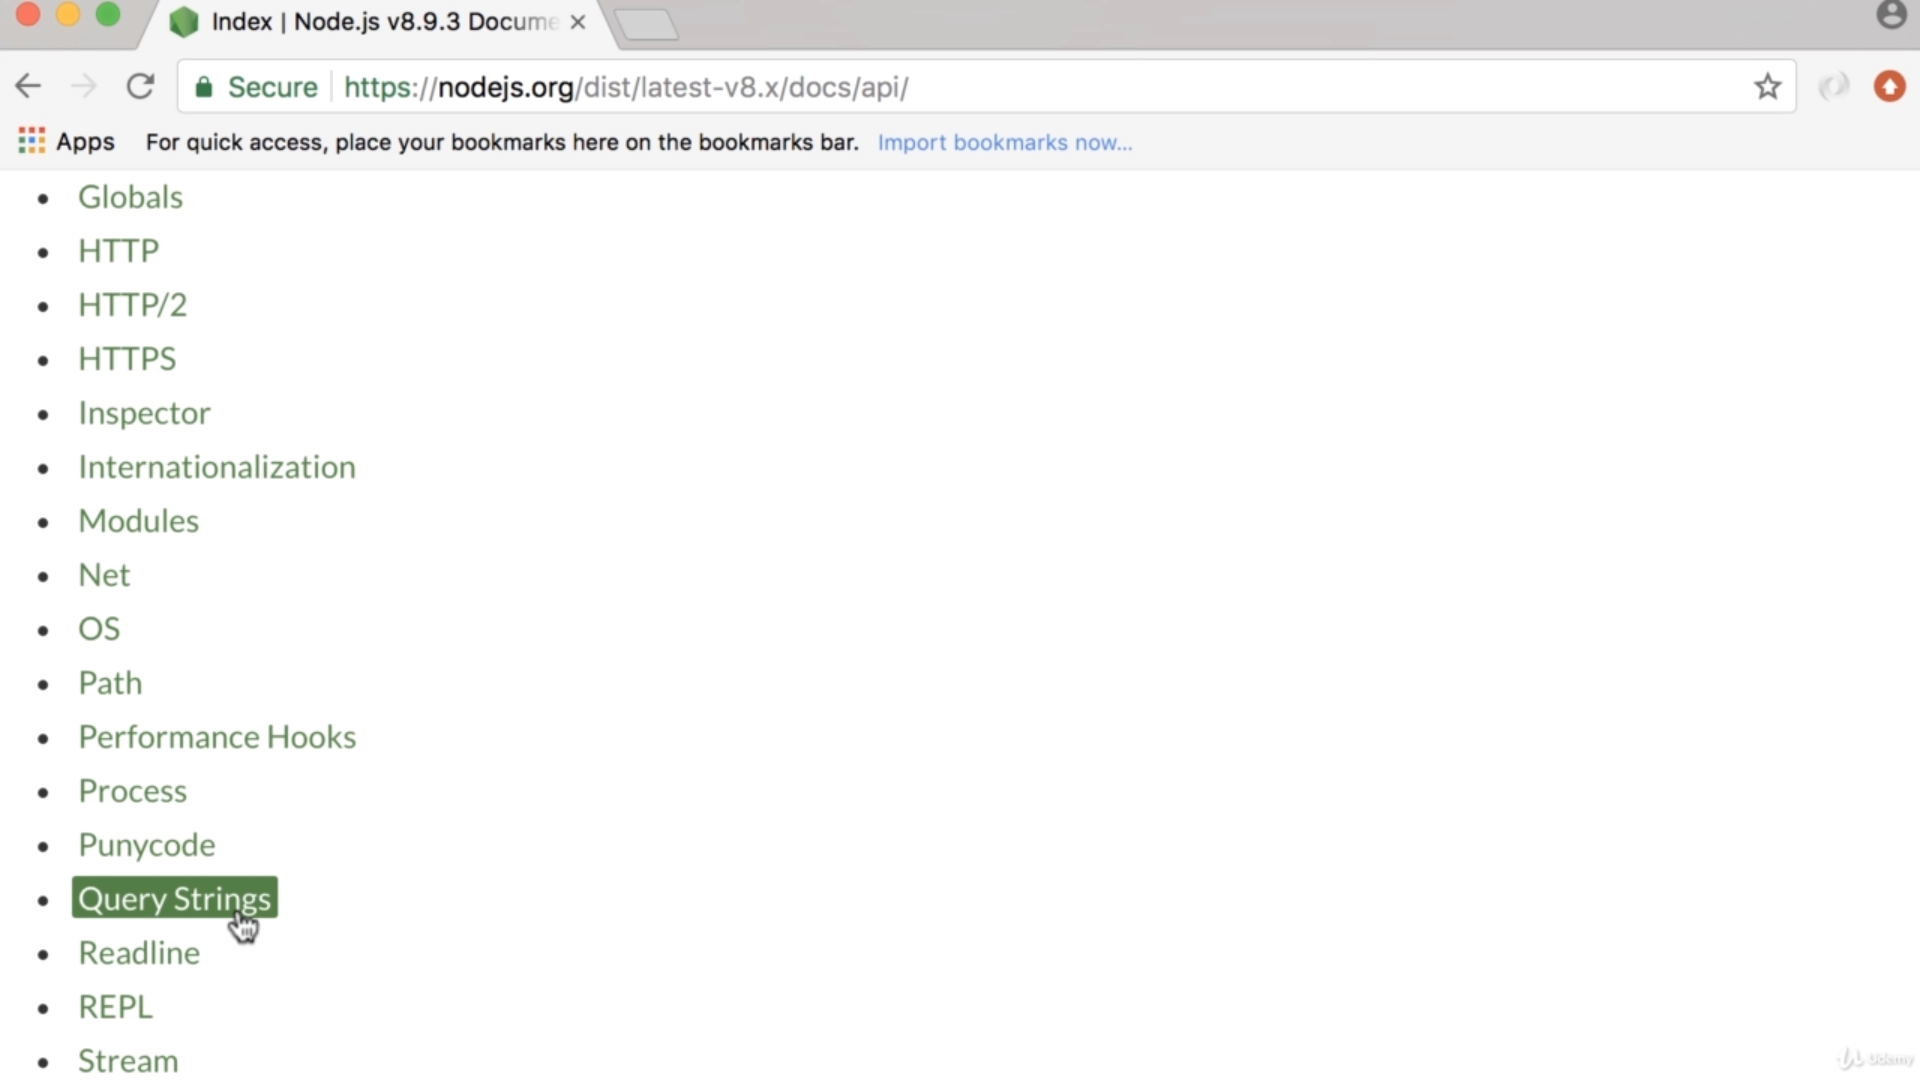 Index | Node.js v8.9.3 Docume
Secure https://nodejs.org/dist/latest-v8.x/docs/api/
Apps For quick access, place your bookmarks here on the bookmarks bar. Import bookmarks now...
Globals
HTTP
HTTP/2
HTTPS
Inspector
Internationalization
Modules
Net
OS
Path
Performance Hooks
Process
Punycode
Query Strings
Readline
REPL
Stream
Udemy